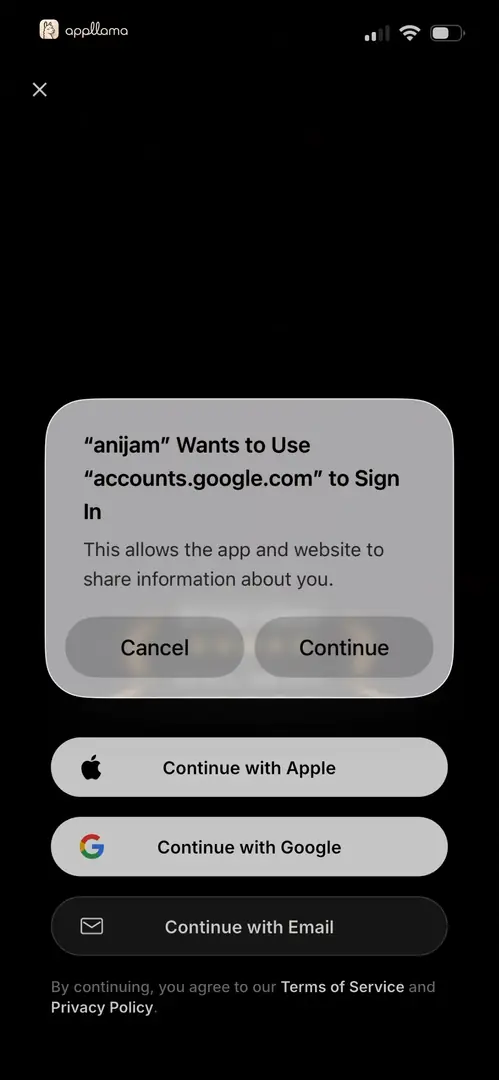 appllama
“anijam” Wants to Use
“accounts.google.com” to Sign
In
This allows the app and website to
share information about you.
Cancel
Continue
Continue with Apple
Continue with Google
Continue with Email
By continuing, you agree to our Terms of Service and
Privacy Policy.